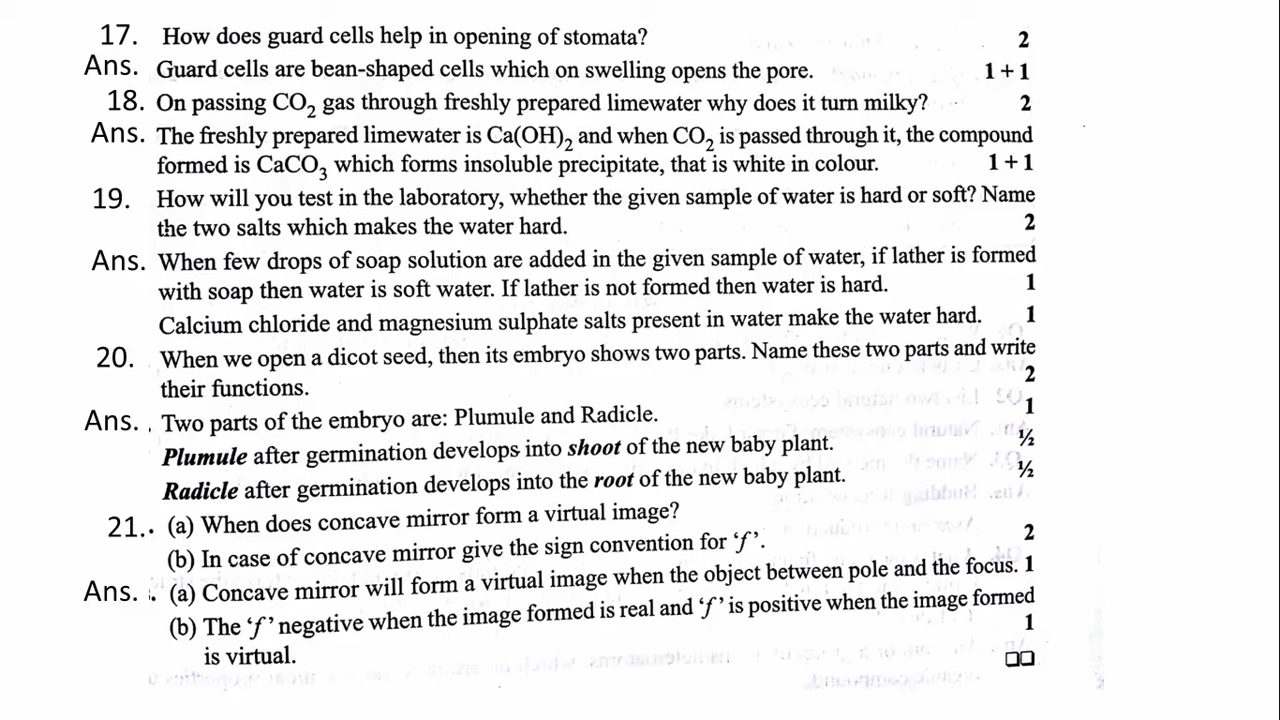 17. How does guard cells help in opening of stomata? 2
Ans. Guard cells are bean-shaped cells which on swelling opens the pore. 1 + 1
18. On passing CO₂ gas through freshly prepared limewater why does it turn milky? 2
Ans. The freshly prepared limewater is Ca(OH)₂ and when CO₂ is passed through it, the compound
formed is CaCO₃ which forms insoluble precipitate, that is white in colour. 1 + 1
19. How will you test in the laboratory, whether the given sample of water is hard or soft? Name
the two salts which makes the water hard. 2
Ans. When few drops of soap solution are added in the given sample of water, if lather is formed
with soap then water is soft water. If lather is not formed then water is hard. 1
Calcium chloride and magnesium sulphate salts present in water make the water hard. 1
20. When we open a dicot seed, then its embryo shows two parts. Name these two parts and write
their functions. 2
Ans. Two parts of the embryo are: Plumule and Radicle. 1
Plumule after germination develops into shoot of the new baby plant. ½
Radicle after germination develops into the root of the new baby plant. ½
21. (a) When does concave mirror form a virtual image?
(b) In case of concave mirror give the sign convention for ‘f’. 2
Ans. (a) Concave mirror will form a virtual image when the object between pole and the focus. 1
(b) The ‘f’ negative when the image formed is real and ‘f’ is positive when the image formed
is virtual. 1